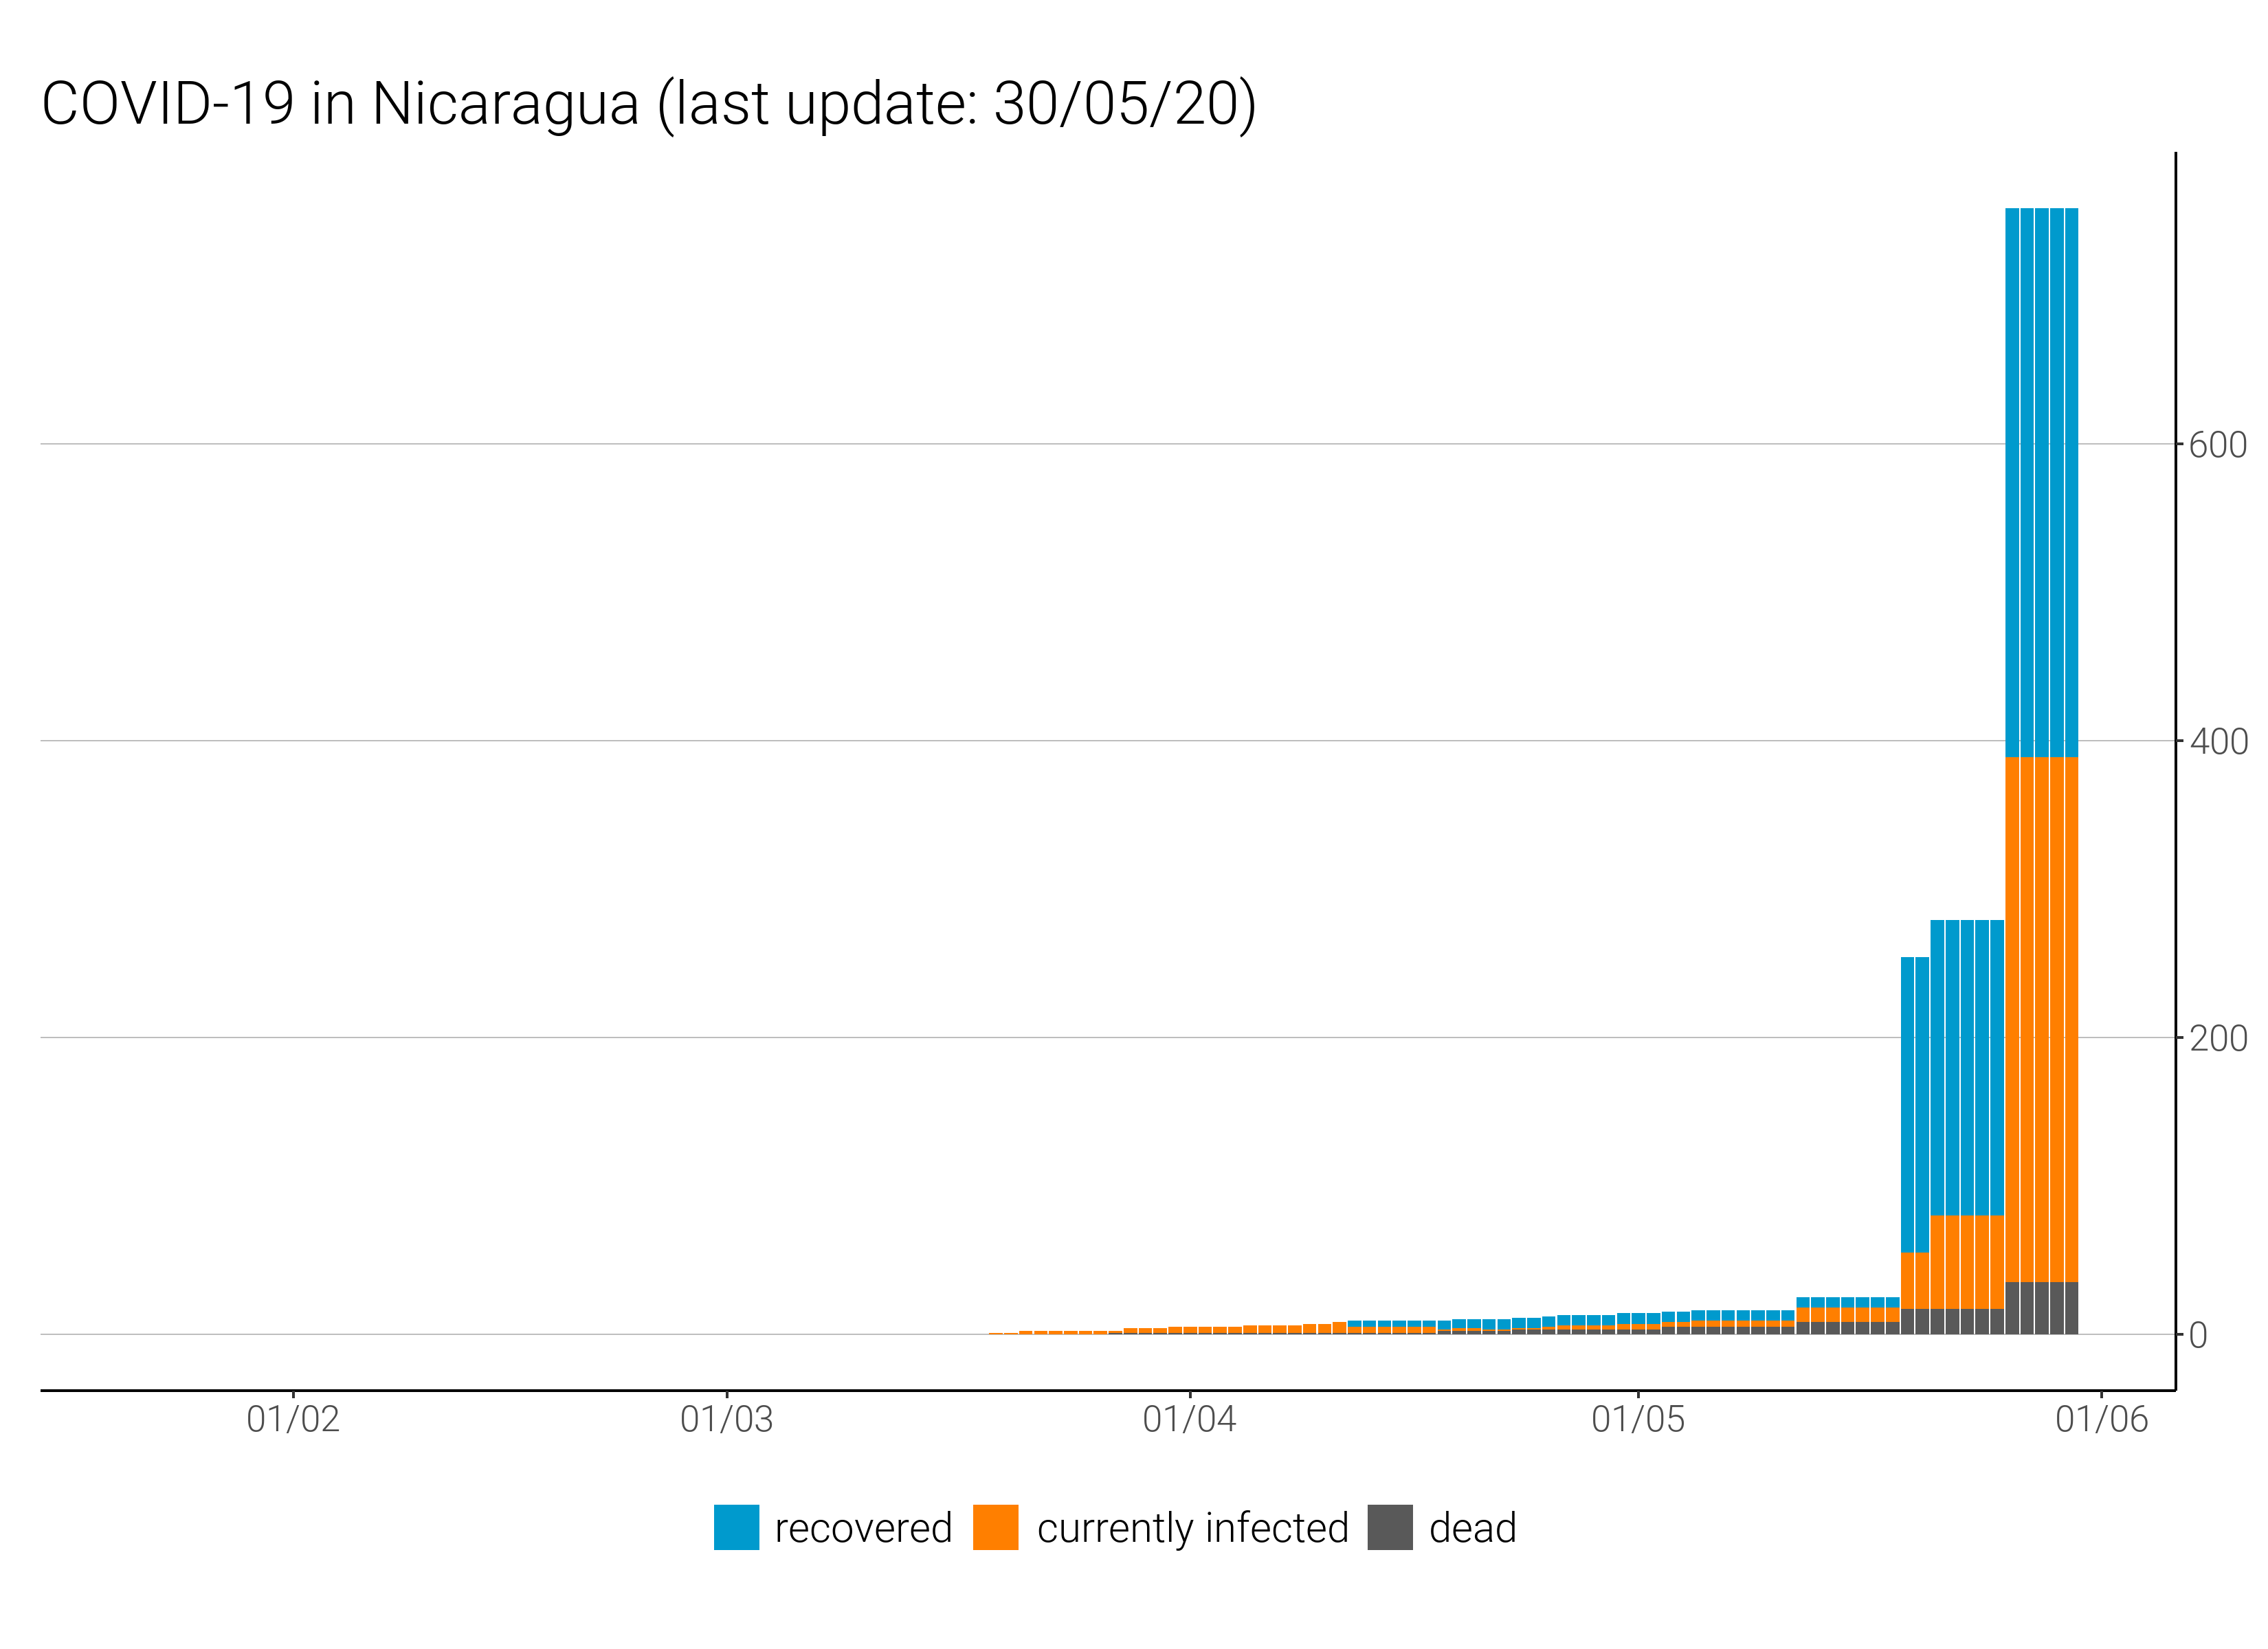 COVID-19 in Nicaragua (last update: 30/05/20)
600
400
200
0
01/02 01/03 01/04 01/05 01/06
recovered currently infected dead